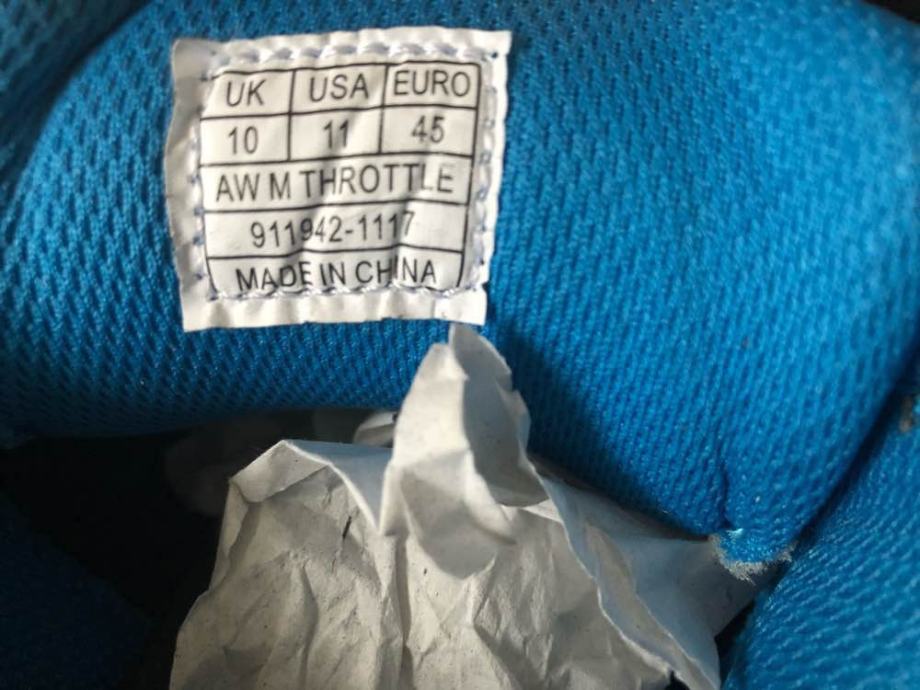 UK USA EURO
10 11 45
AW M THROTTLE
911942-1117
MADE IN CHINA